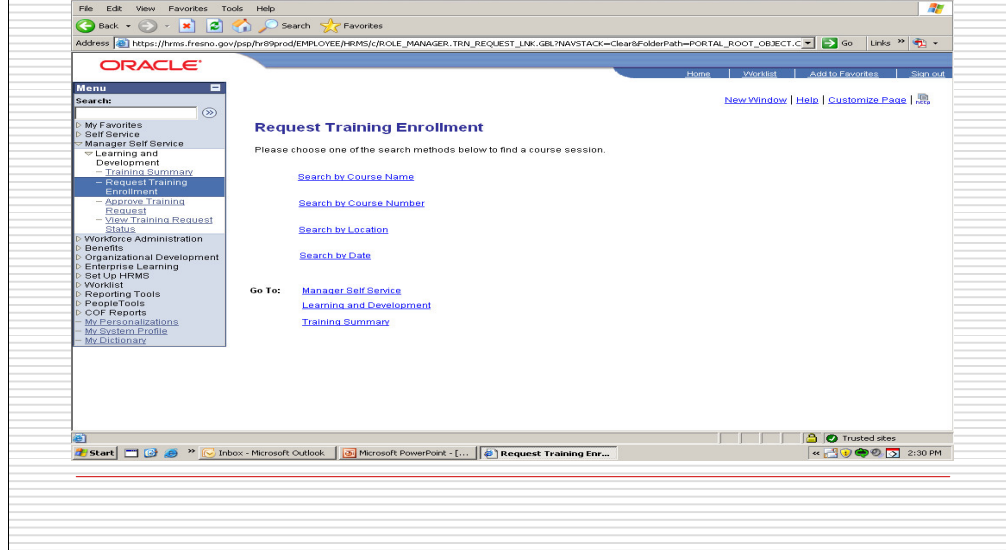 File Edit View Favorites Tools Help
Back Search Favorites
Address https://hrms.fresno.gov/psp/hr89prod/EMPLOYEE/HRMS/c/ROLE_MANAGER.TRN_REQUEST_LNK.GBL?NAVSTACK=Clear&FolderPath=PORTAL_ROOT_OBJECT.C Go Links »
ORACLE
Home Worklist Add to Favorites Sign out
Menu
Search:
New Window | Help | Customize Page | http
My Favorites
Self Service
Manager Self Service
Learning and
Development
– Training Summary
– Request Training
Enrollment
– Approve Training
Request
– View Training Request
Status
Workforce Administration
Benefits
Organizational Development
Enterprise Learning
Set Up HRMS
Worklist
Reporting Tools
PeopleTools
COF Reports
– My Personalizations
– My System Profile
– My Dictionary
Request Training Enrollment
Please choose one of the search methods below to find a course session.
Search by Course Name
Search by Course Number
Search by Location
Search by Date
Go To: Manager Self Service
Learning and Development
Training Summary
Trusted sites
Start » Inbox - Microsoft Outlook Microsoft PowerPoint - [... Request Training Enr... « 2:30 PM